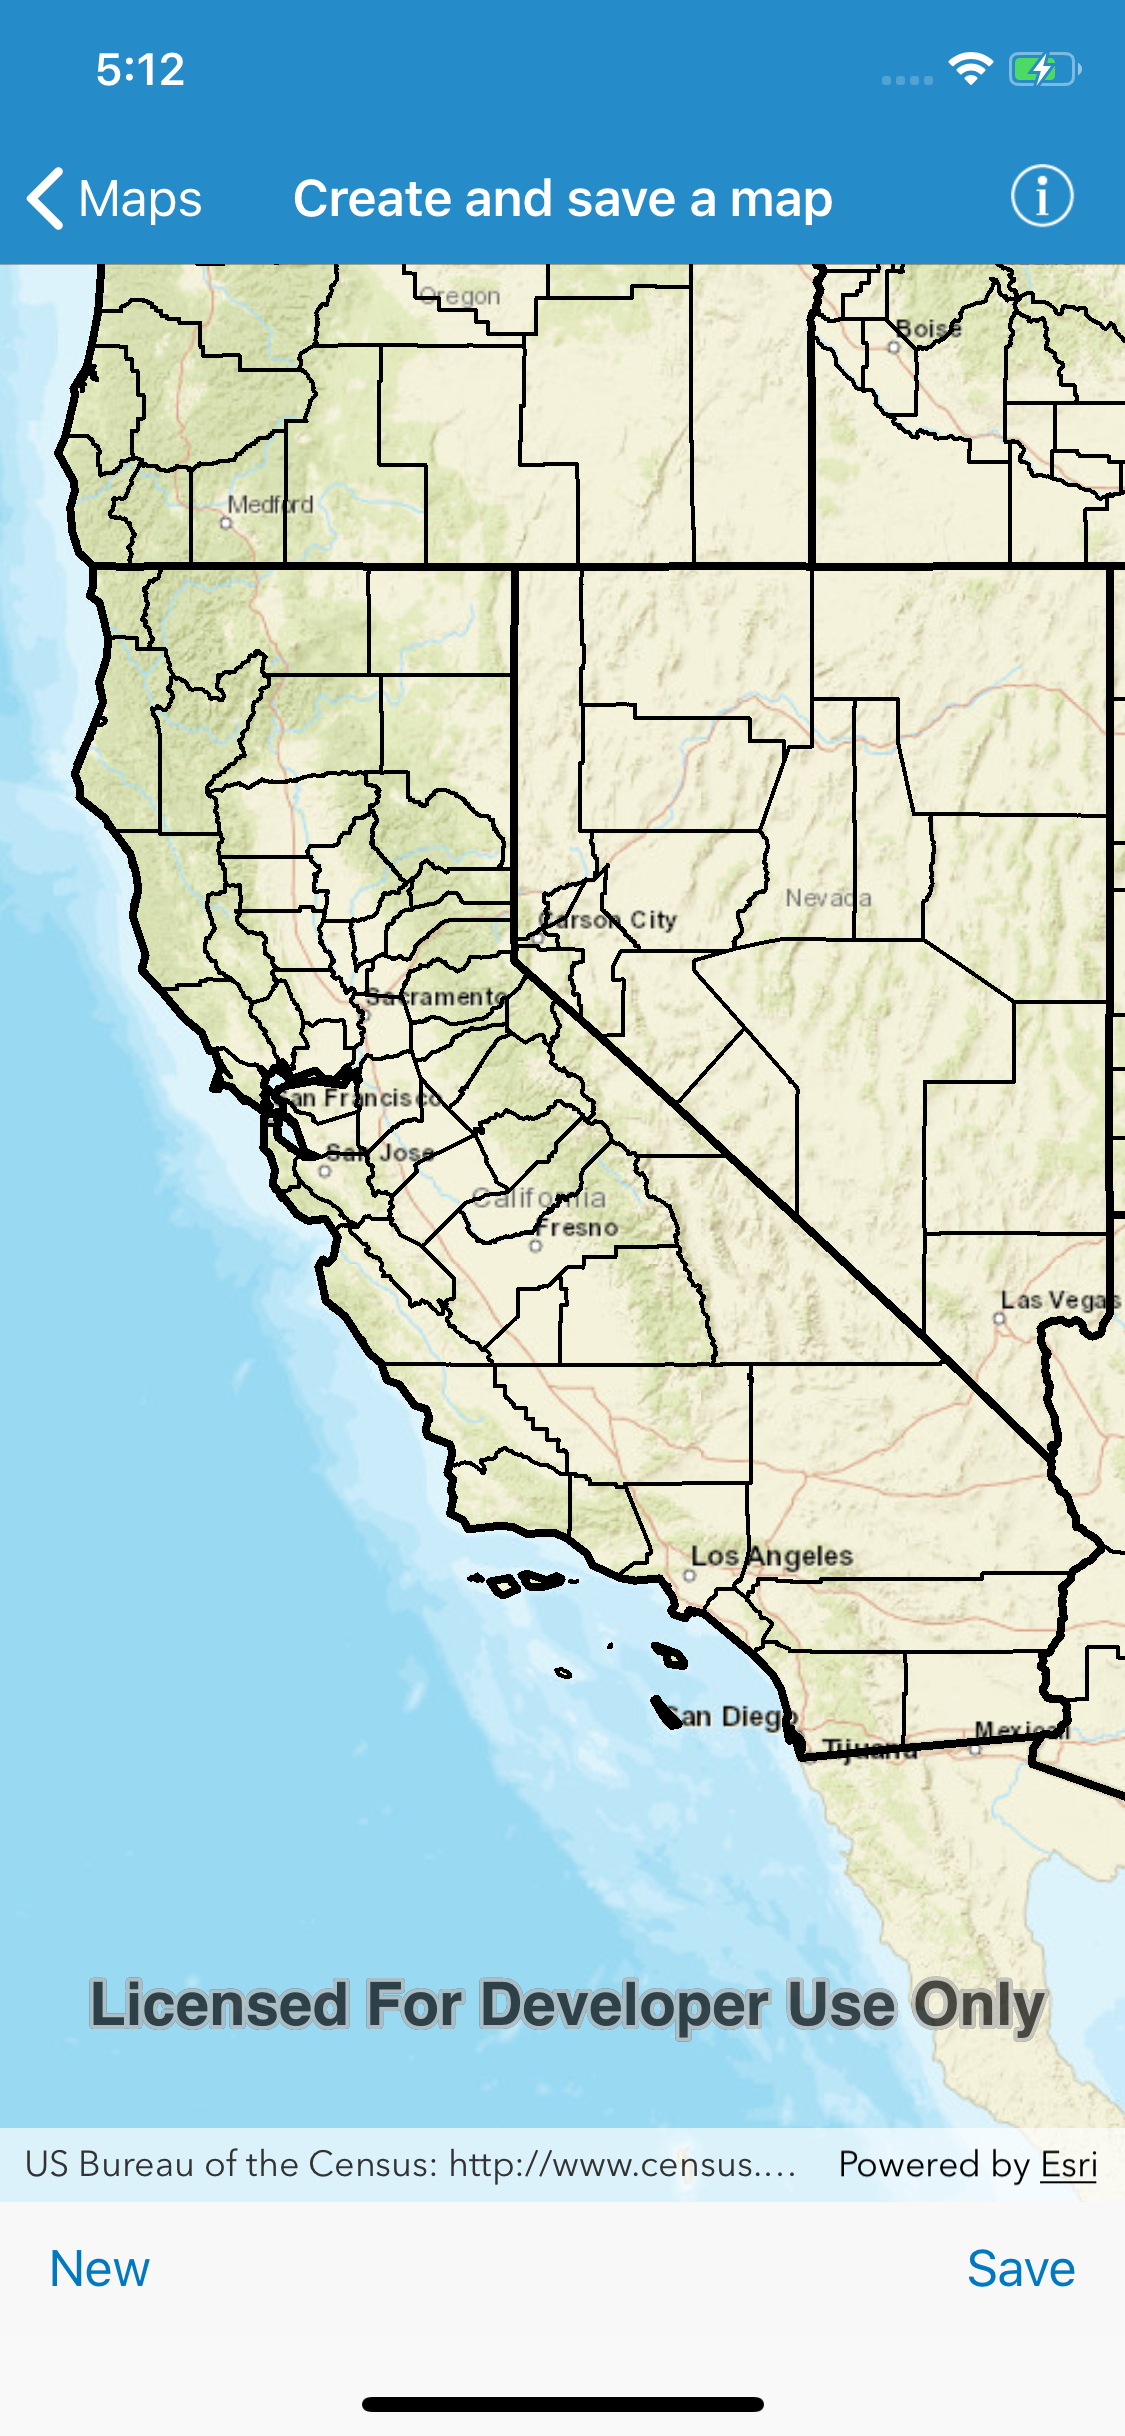 5:12
Maps
Create and save a map
Oregon
Boise
Medford
Nevada
Carson City
Sacramento
San Francisco
San Jose
California
Fresno
Las Vegas
Los Angeles
San Diego
Mexicali
Tijuana
Licensed For Developer Use Only
US Bureau of the Census: http://www.census.... Powered by Esri
New
Save